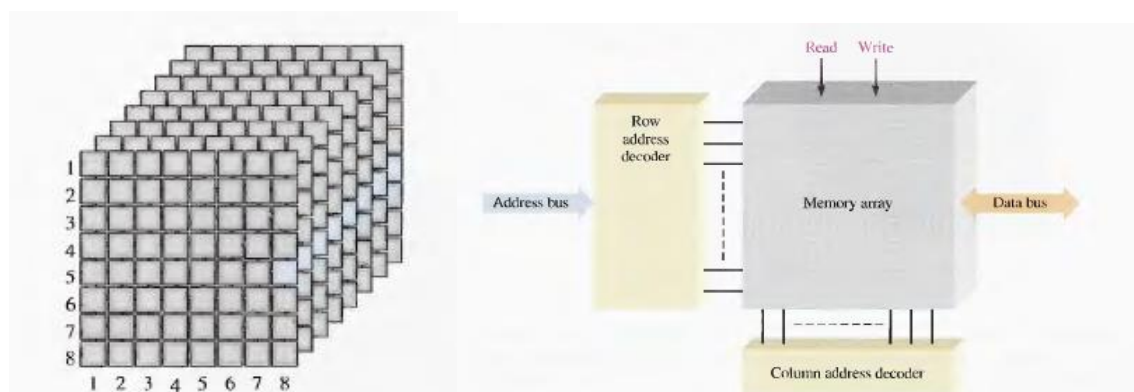 1
2
3
4
5
6
7
8
1 2 3 4 5 6 7 8
Read Write
Row
address
decoder
Address bus
Memory array
Data bus
Column address decoder